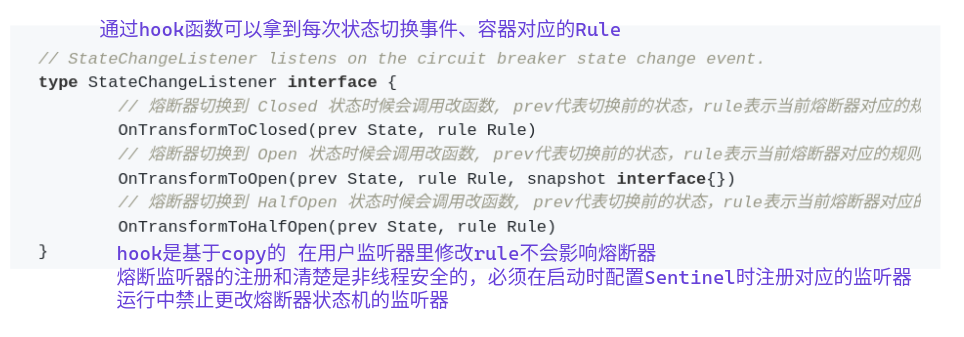 通过hook函数可以拿到每次状态切换事件、容器对应的Rule
// StateChangeListener listens on the circuit breaker state change event.
type StateChangeListener interface {
// 熔断器切换到 Closed 状态时候会调用改函数, prev代表切换前的状态，rule表示当前熔断器对应的规
OnTransformToClosed(prev State, rule Rule)
// 熔断器切换到 Open 状态时候会调用改函数, prev代表切换前的状态，rule表示当前熔断器对应的规则
OnTransformToOpen(prev State, rule Rule, snapshot interface{})
// 熔断器切换到 HalfOpen 状态时候会调用改函数, prev代表切换前的状态，rule表示当前熔断器对应的
OnTransformToHalfOpen(prev State, rule Rule)
}
hook是基于copy的 在用户监听器里修改rule不会影响熔断器
熔断监听器的注册和清楚是非线程安全的，必须在启动时配置Sentinel时注册对应的监听器
运行中禁止更改熔断器状态机的监听器